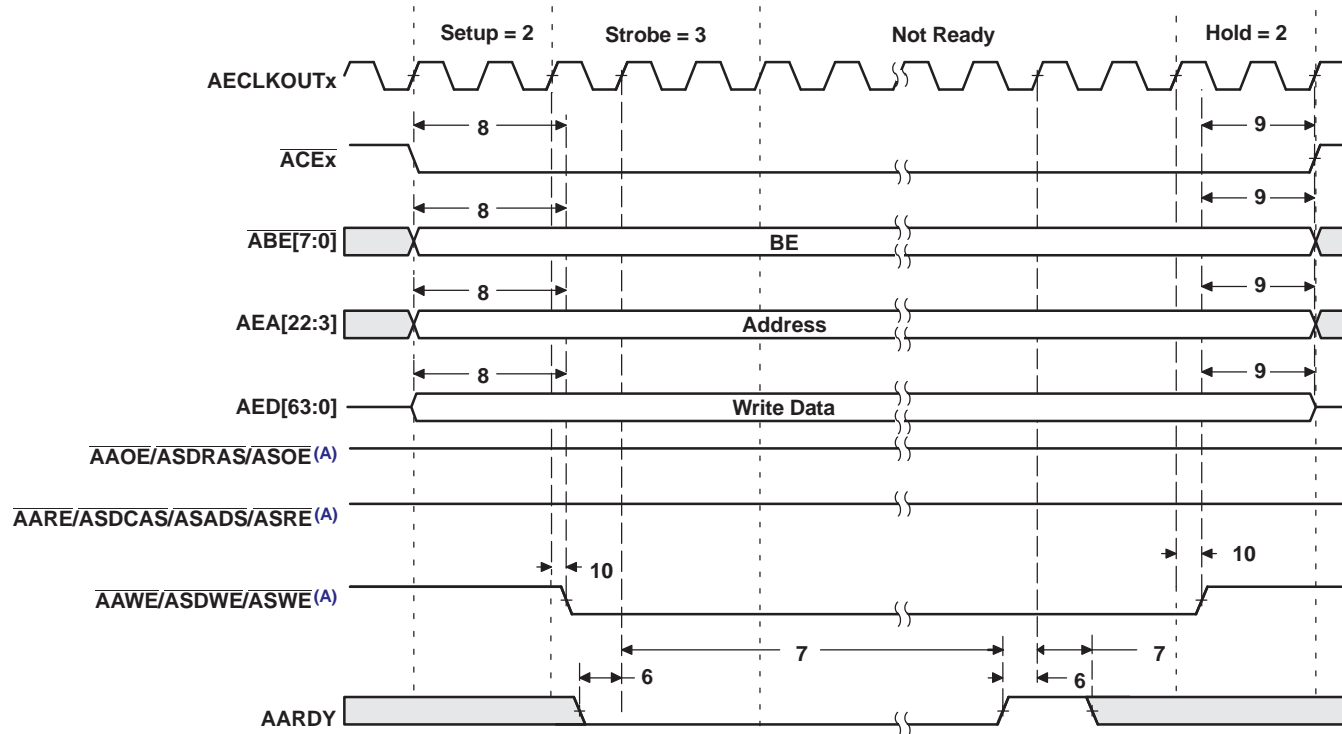 Setup = 2
Strobe = 3
Not Ready
Hold = 2
AECLKOUTx
8
9
ACEx
8
9
ABE[7:0]
BE
8
9
AEA[22:3]
Address
8
9
AED[63:0]
Write Data
AAOE/ASDRAS/ASOE(A)
AARE/ASDCAS/ASADS/ASRE(A)
10
10
AAWE/ASDWE/ASWE(A)
7
7
6
6
AARDY